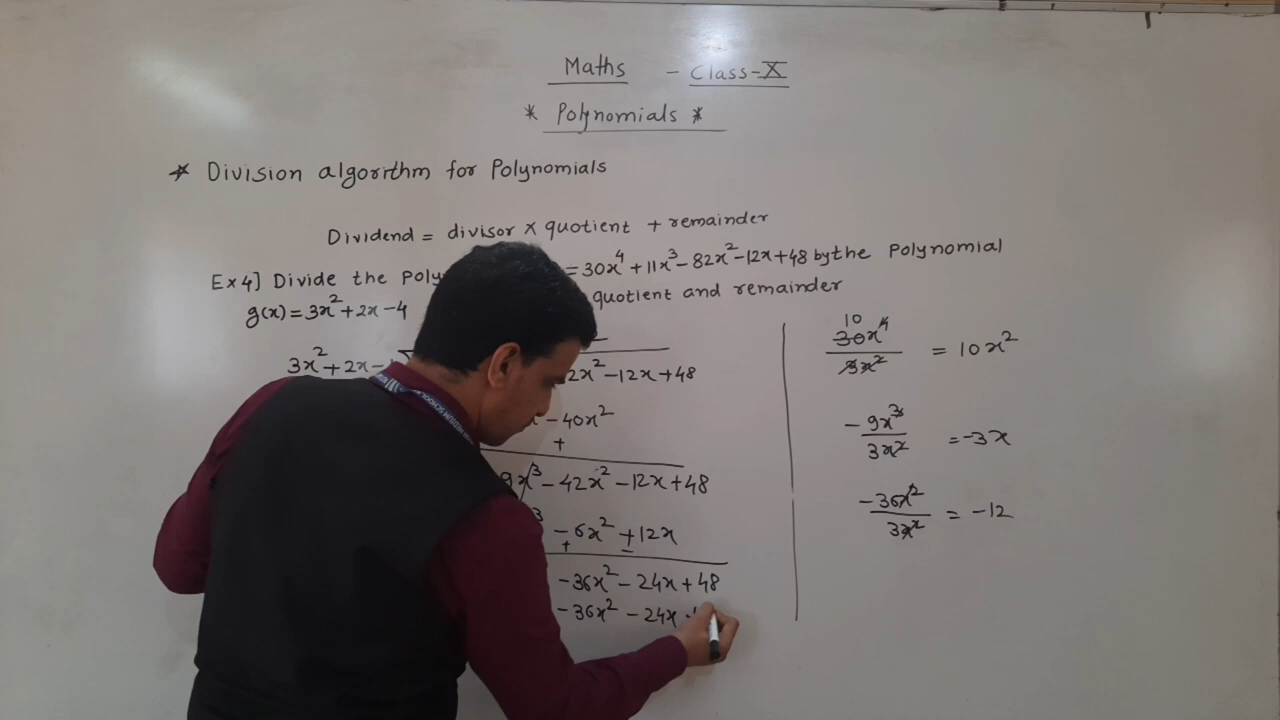 Maths - Class-X
* Polynomials *
* Division algorithm for Polynomials
Dividend = divisor × quotient + remainder
Ex 4] Divide the = 30x⁴ + 11x³ - 82x² - 12x + 48 by the Polynomial
g(x) = 3x² + 2x - 4 quotient and remainder
3x² + 2x - 2x² - 12x + 48
- 40x²
+
9x³ - 42x² - 12x + 48
- 6x² + 12x
+ -
-36x² - 24x + 48
-36x² - 24x
10
30x⁴ / 3x² = 10x²
-9x³ / 3x² = -3x
-36x² / 3x² = -12